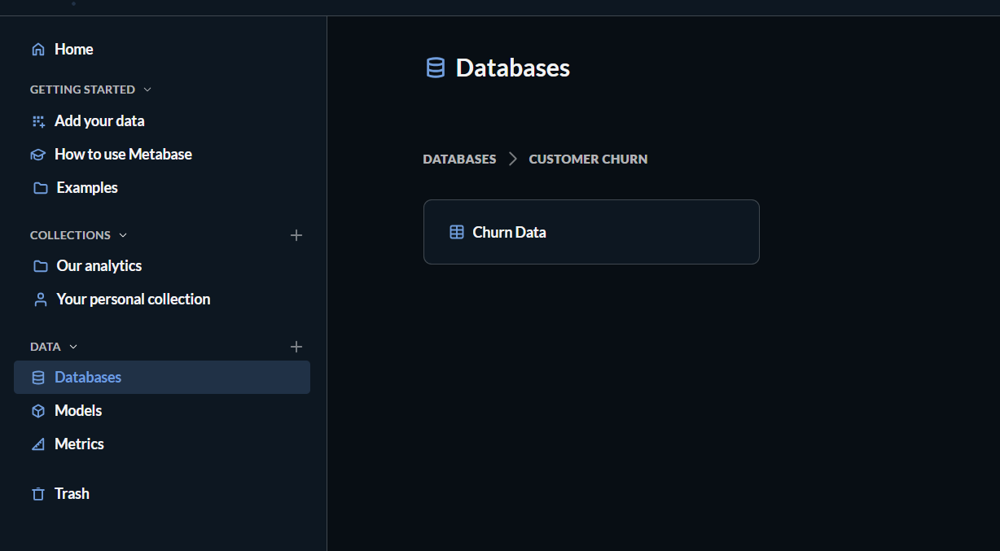 Home
GETTING STARTED
Add your data
How to use Metabase
Examples
COLLECTIONS
Our analytics
Your personal collection
DATA
Databases
Models
Metrics
Trash
Databases
DATABASES > CUSTOMER CHURN
Churn Data